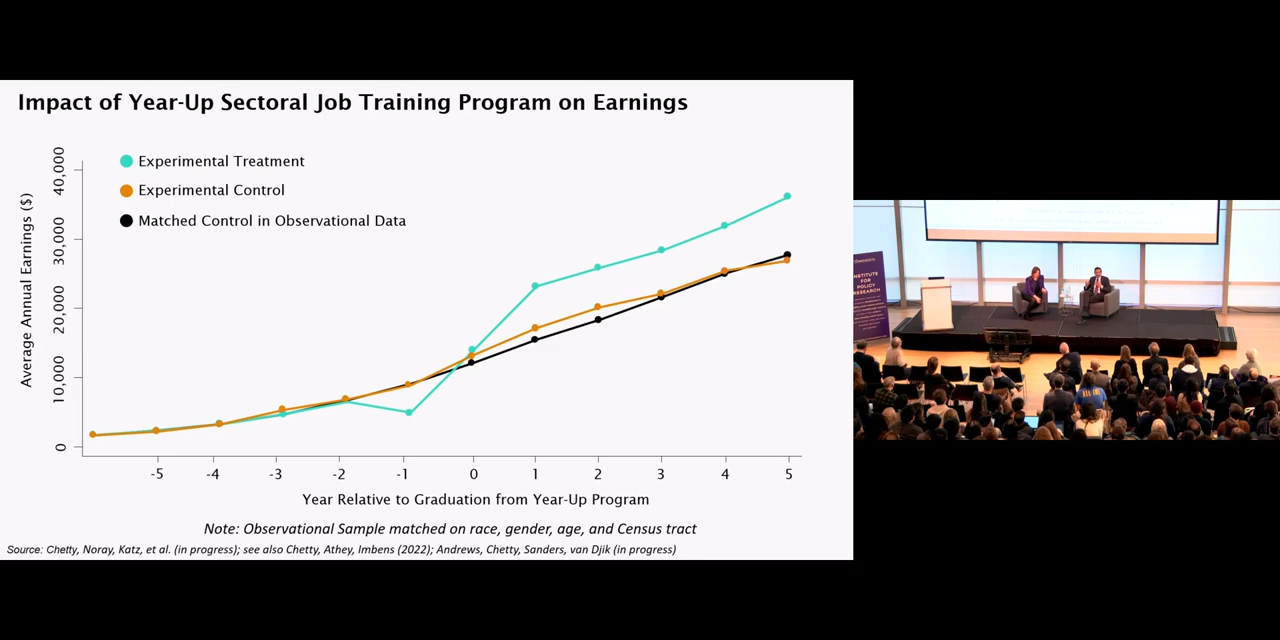 Impact of Year-Up Sectoral Job Training Program on Earnings
Experimental Treatment
Experimental Control
Matched Control in Observational Data
Average Annual Earnings ($)
40,000
30,000
20,000
10,000
0
-5 -4 -3 -2 -1 0 1 2 3 4 5
Year Relative to Graduation from Year-Up Program
Note: Observational Sample matched on race, gender, age, and Census tract
Source: Chetty, Noray, Katz, et al. (in progress); see also Chetty, Athey, Imbens (2022); Andrews, Chetty, Sanders, van Djik (in progress)
INSTITUTE
FOR
POLICY
RESEARCH